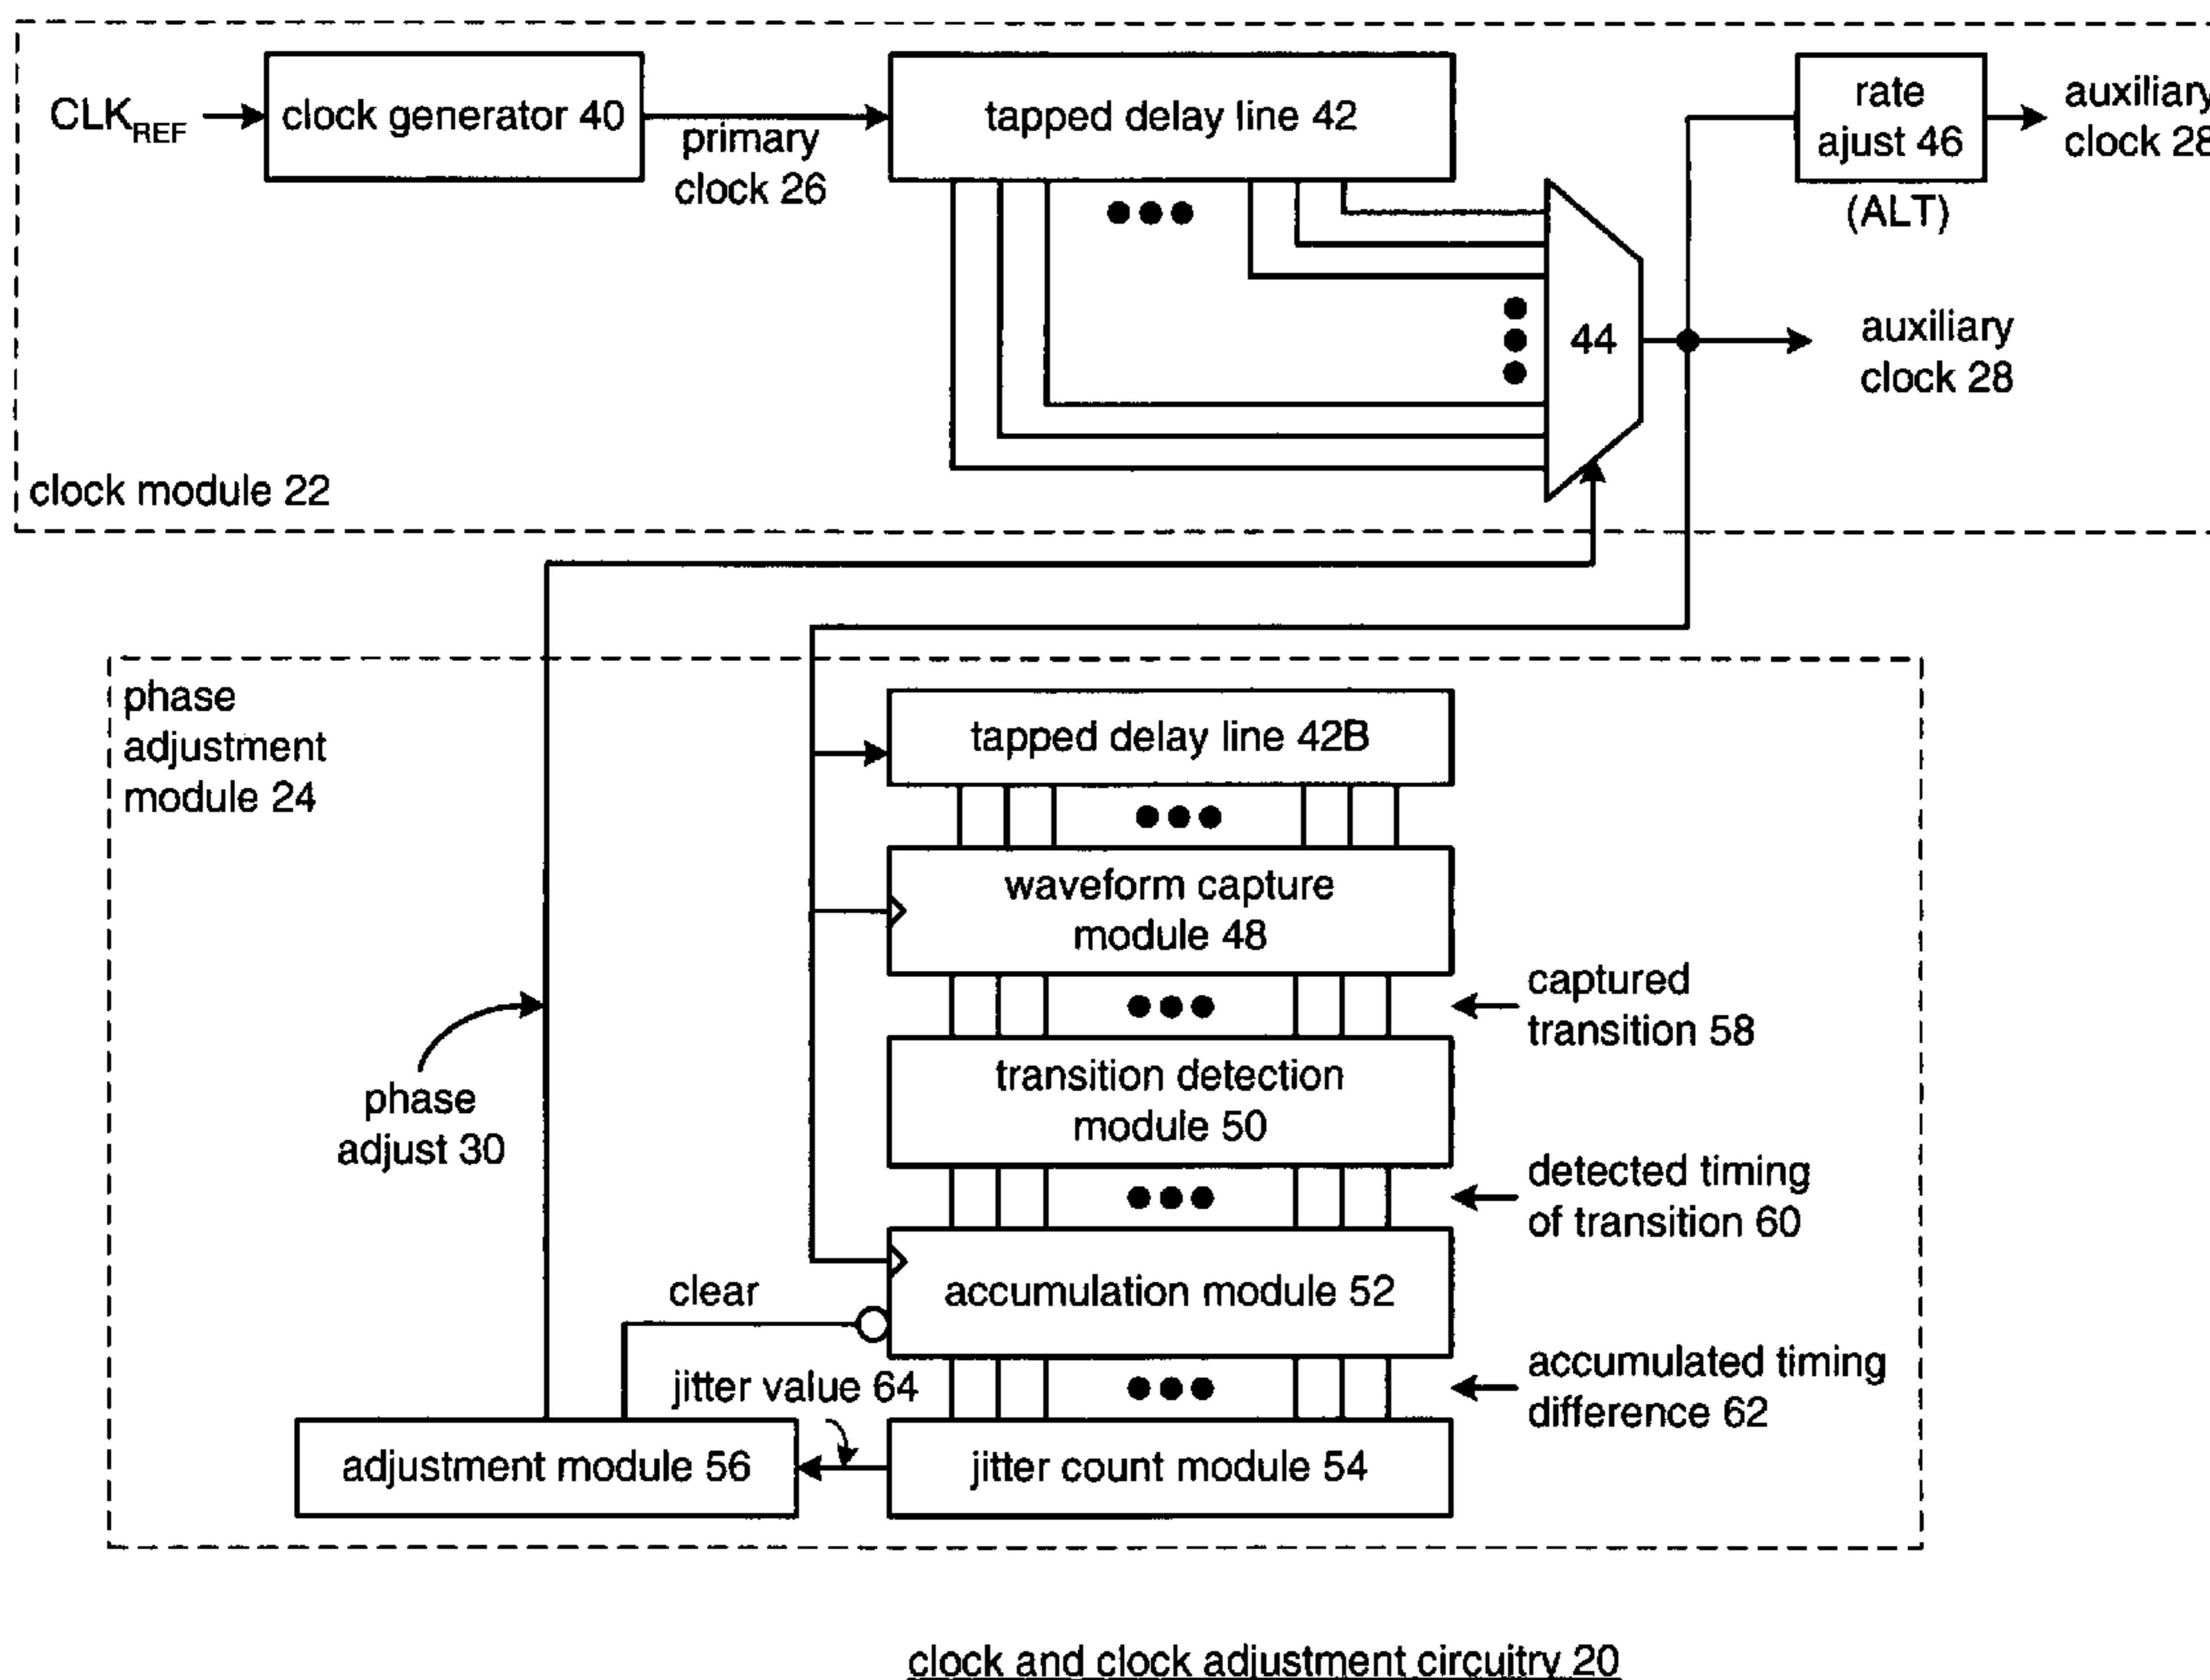 CLKREF
clock generator 40
primary
clock 26
tapped delay line 42
rate
ajust 46
(ALT)
auxiliary
clock 28
44
auxiliary
clock 28
clock module 22
phase
adjustment
module 24
tapped delay line 42B
waveform capture
module 48
captured
transition 58
transition detection
module 50
phase
adjust 30
detected timing
of transition 60
clear
accumulation module 52
jitter value 64
accumulated timing
difference 62
adjustment module 56
jitter count module 54
clock and clock adjustment circuitry 20